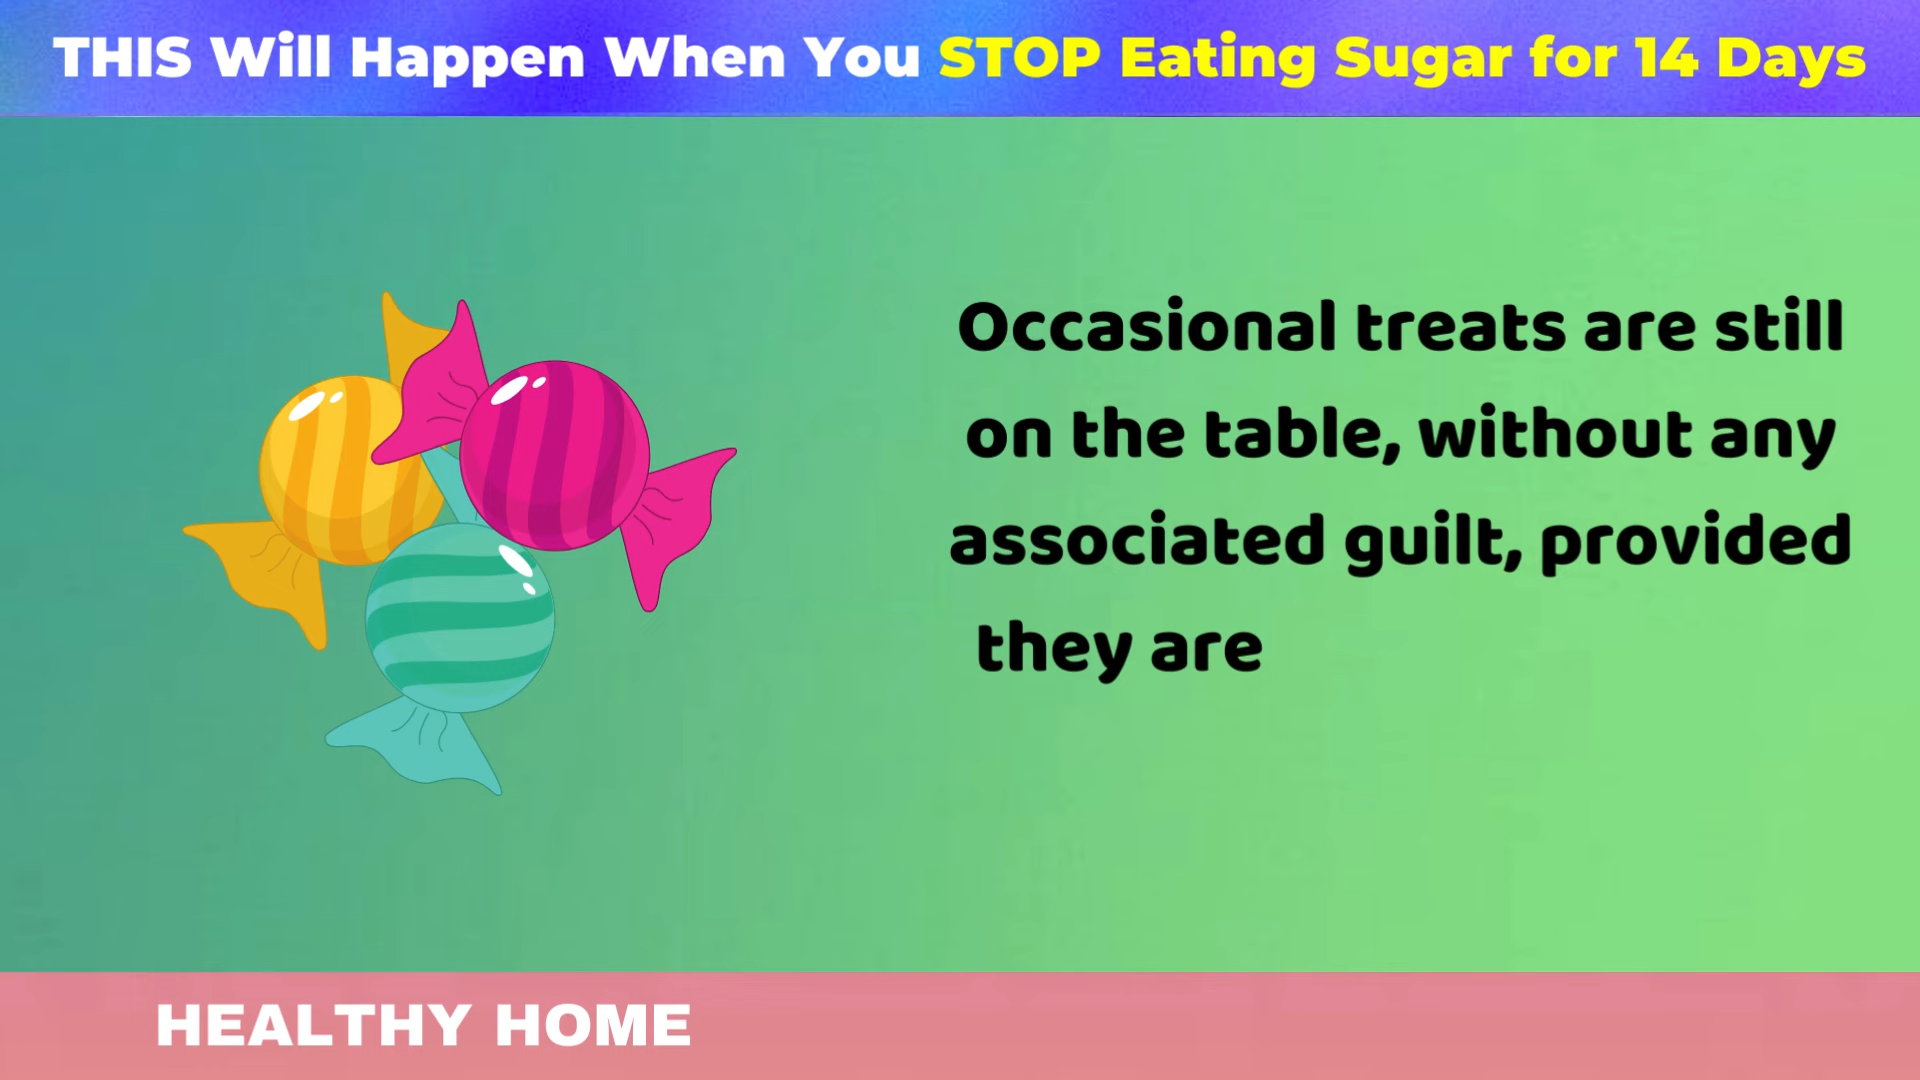 THIS Will Happen When You STOP Eating Sugar for 14 Days
Occasional treats are still
on the table, without any
associated guilt, provided
they are
HEALTHY HOME